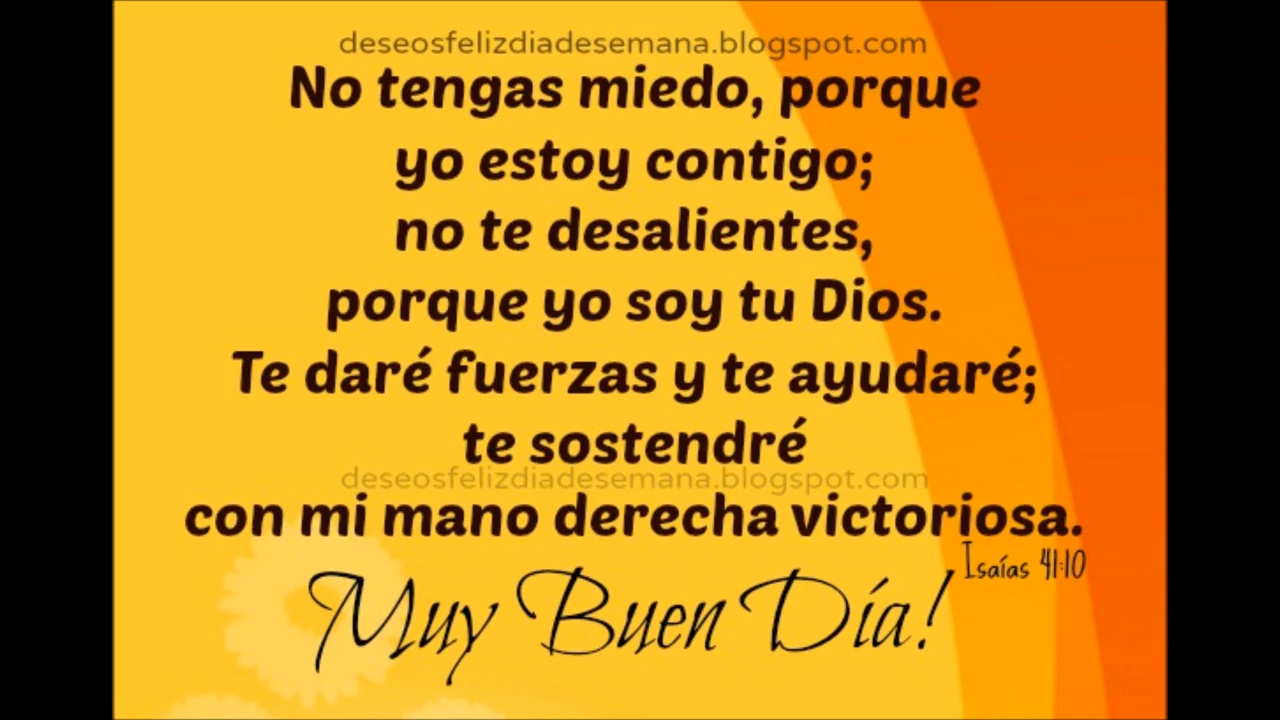 deseosfelizdiadesemana.blogspot.com
No tengas miedo, porque
yo estoy contigo;
no te desalientes,
porque yo soy tu Dios.
Te daré fuerzas y te ayudaré;
te sostendré
deseosfelizdiadesemana.blogspot.com
con mi mano derecha victoriosa.
Isaías 41:10
Muy Buen Día!